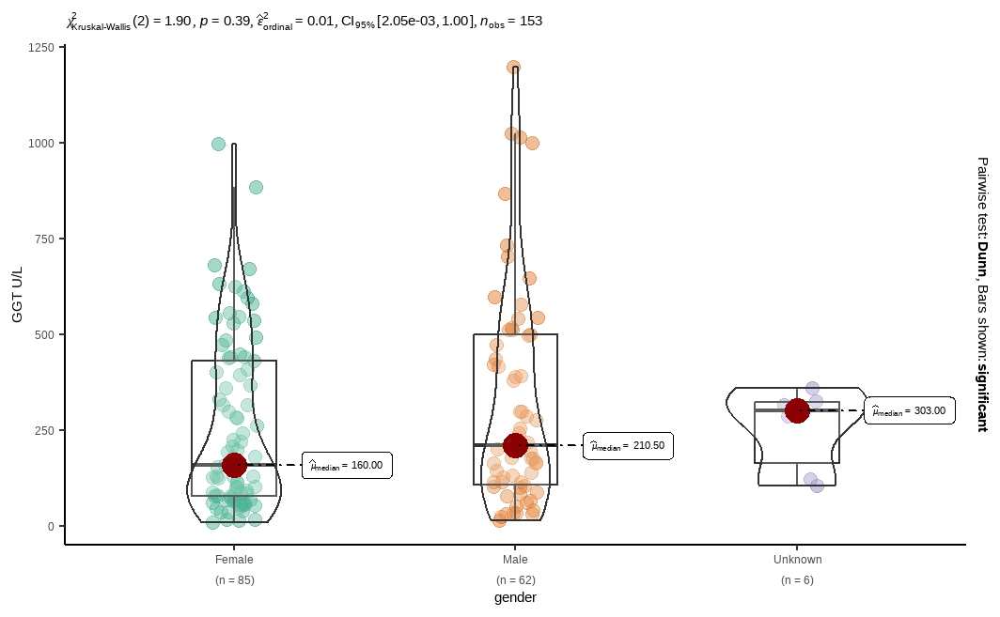 χ²Kruskal-Wallis (2) = 1.90, p = 0.39, ε̂²ordinal = 0.01, CI95% [2.05e-03, 1.00], nobs = 153
1250
1000
750
500
250
0
GGT U/L
μ̂median = 160.00
μ̂median = 210.50
μ̂median = 303.00
Pairwise test: Dunn, Bars shown: significant
Female
(n = 85)
Male
(n = 62)
Unknown
(n = 6)
gender